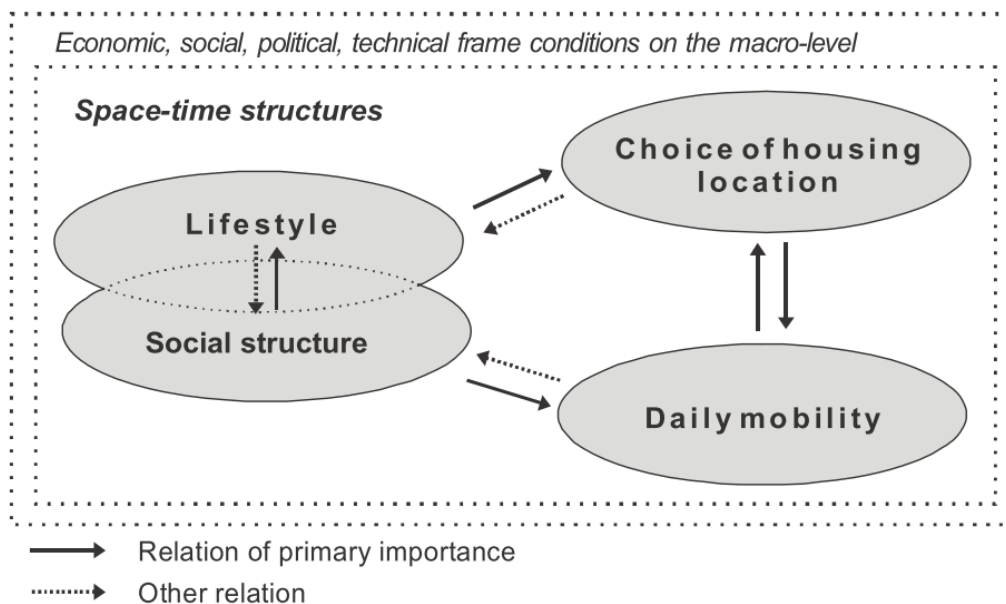 Economic, social, political, technical frame conditions on the macro-level
Space-time structures
Choice of housing
location
Lifestyle
Social structure
Daily mobility
Relation of primary importance
Other relation